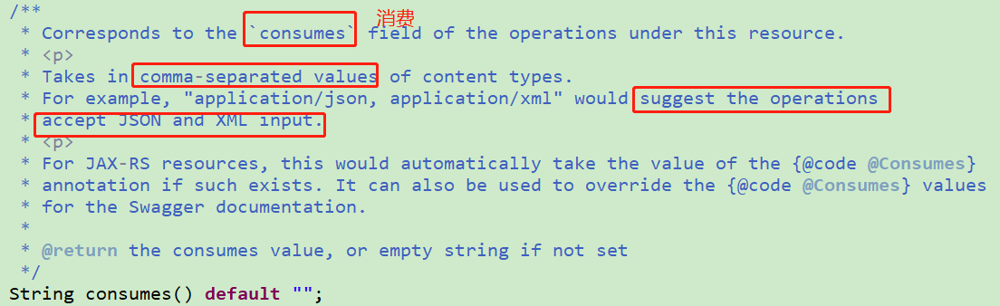 /**
消费
* Corresponds to the `consumes` field of the operations under this resource.
* <p>
* Takes in comma-separated values of content types.
* For example, "application/json, application/xml" would suggest the operations
* accept JSON and XML input.
* <p>
* For JAX-RS resources, this would automatically take the value of the {@code @Consumes}
* annotation if such exists. It can also be used to override the {@code @Consumes} values
* for the Swagger documentation.
*
* @return the consumes value, or empty string if not set
*/
String consumes() default "";